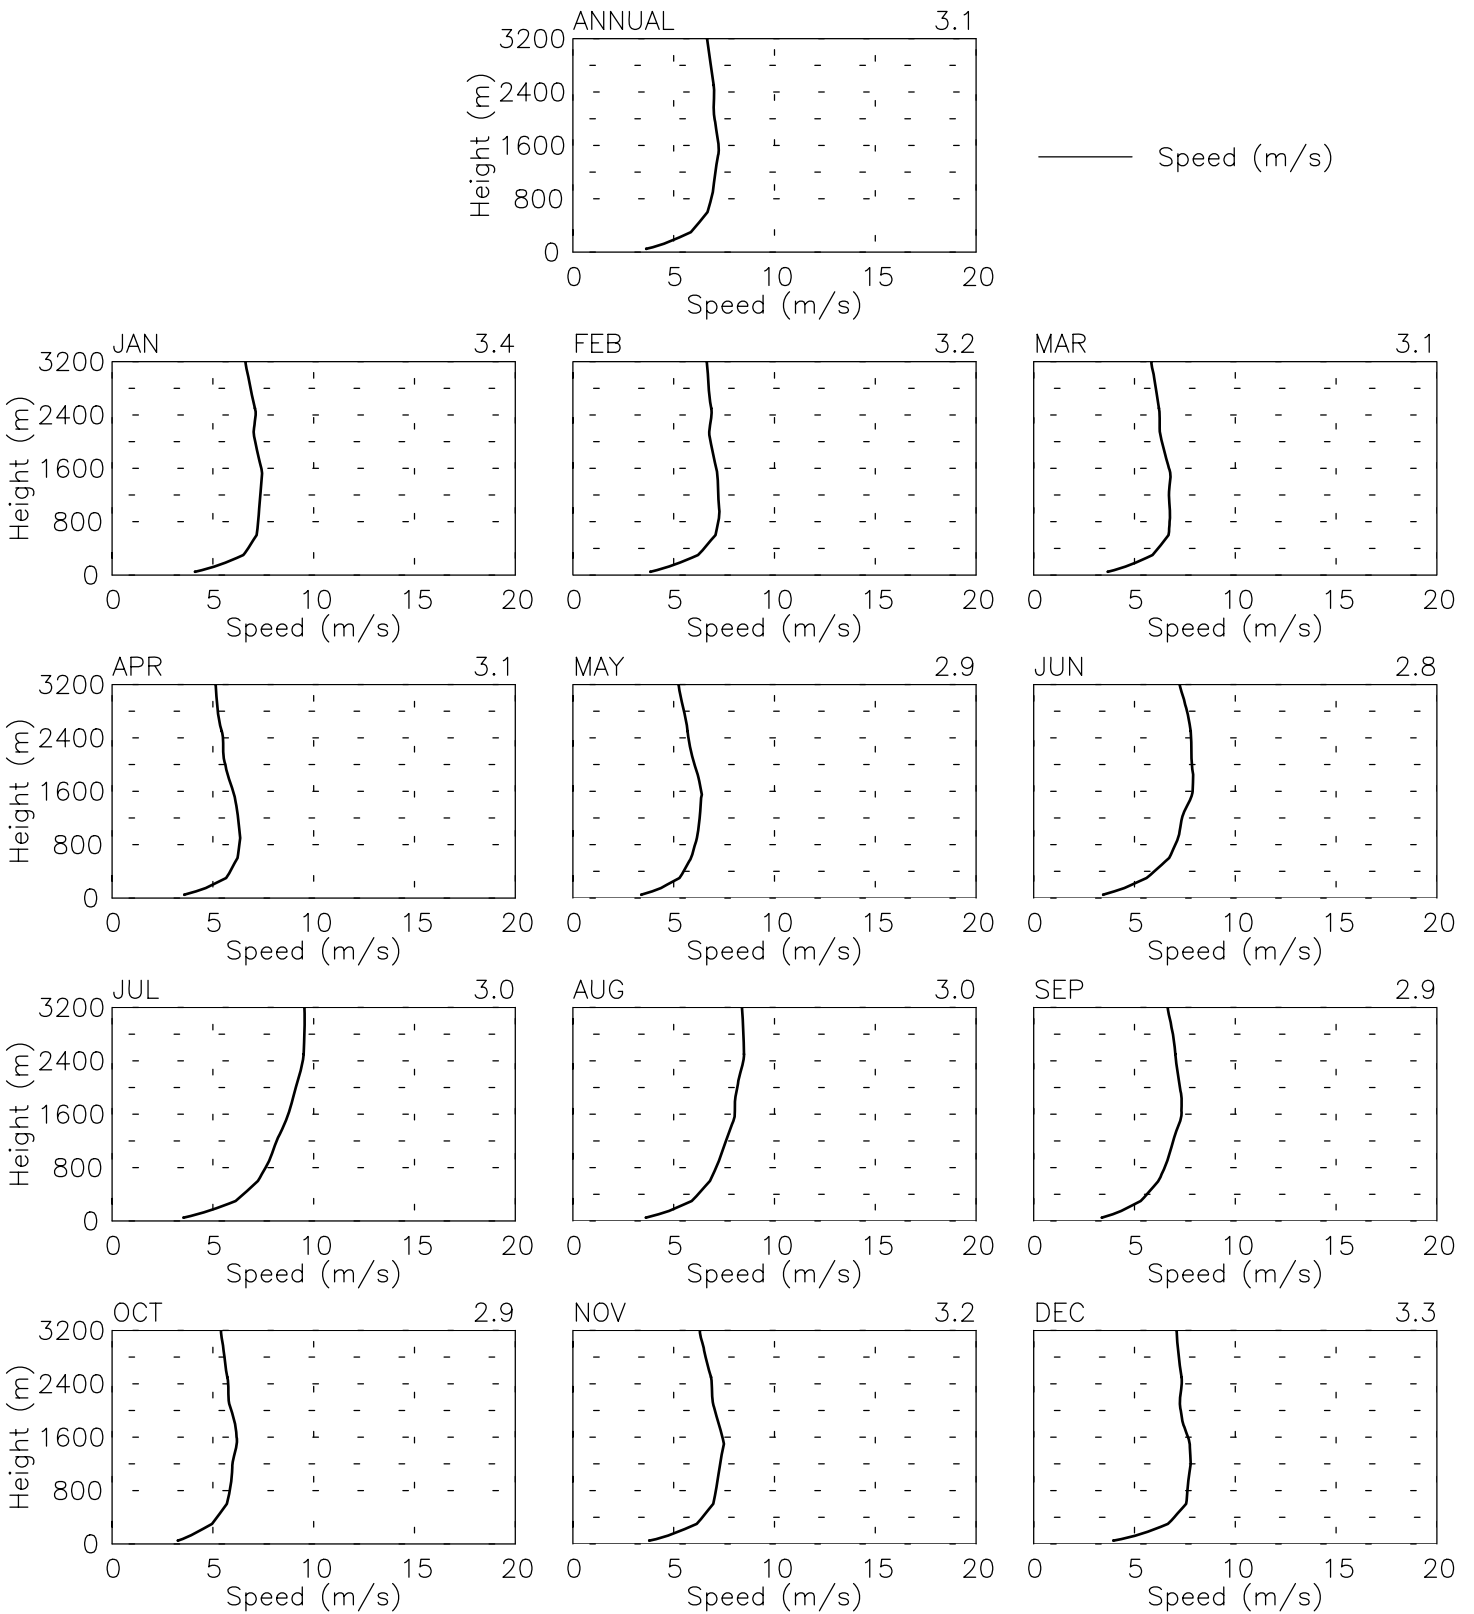 ANNUAL 3.1
3200
2400
1600
800
0
Height (m)
0 5 10 15 20
Speed (m/s)
Speed (m/s)
JAN 3.4
3200
2400
1600
800
0
Height (m)
0 5 10 15 20
Speed (m/s)
FEB 3.2
0 5 10 15 20
Speed (m/s)
MAR 3.1
0 5 10 15 20
Speed (m/s)
APR 3.1
3200
2400
1600
800
0
Height (m)
0 5 10 15 20
Speed (m/s)
MAY 2.9
0 5 10 15 20
Speed (m/s)
JUN 2.8
0 5 10 15 20
Speed (m/s)
JUL 3.0
3200
2400
1600
800
0
Height (m)
0 5 10 15 20
Speed (m/s)
AUG 3.0
0 5 10 15 20
Speed (m/s)
SEP 2.9
0 5 10 15 20
Speed (m/s)
OCT 2.9
3200
2400
1600
800
0
Height (m)
0 5 10 15 20
Speed (m/s)
NOV 3.2
0 5 10 15 20
Speed (m/s)
DEC 3.3
0 5 10 15 20
Speed (m/s)